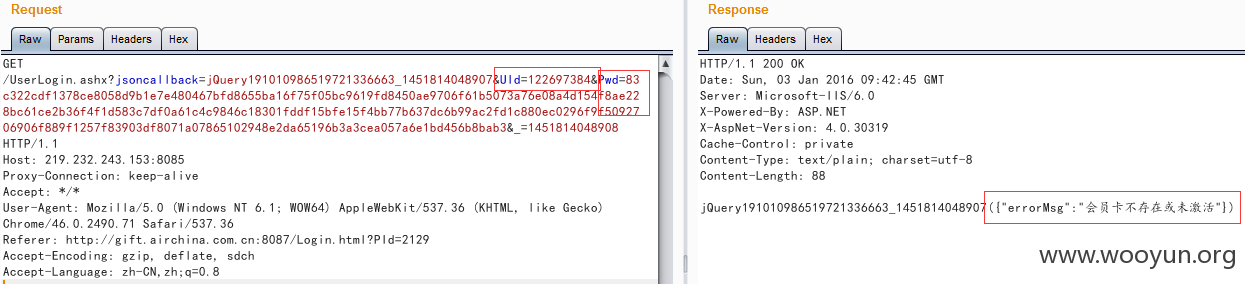 Request
Raw Params Headers Hex
GET
/UserLogin.ashx?jsoncallback=jQuery191010986519721336663_1451814048907&UId=122697384&Pwd=83
c322cdf1378ce8058d9b1e7e480467bfd8655ba16f75f05bc9619fd8450ae9706f61b5073a76e08a4d154f8ae22
8bc61ce2b36f4f1d583c7df0a61c4c9846c18301fddf15bfe15f4bb77b637dc6b99ac2fd1c880ec0296f9f50927
06906f889f1257f83903df8071a07865102948e2da65196b3a3cea057a6e1bd456b8bab3&_=1451814048908
HTTP/1.1
Host: 219.232.243.153:8085
Proxy-Connection: keep-alive
Accept: */*
User-Agent: Mozilla/5.0 (Windows NT 6.1; WOW64) AppleWebKit/537.36 (KHTML, like Gecko)
Chrome/46.0.2490.71 Safari/537.36
Referer: http://gift.airchina.com.cn:8087/Login.html?PId=2129
Accept-Encoding: gzip, deflate, sdch
Accept-Language: zh-CN,zh;q=0.8
Response
Raw Headers Hex
HTTP/1.1 200 OK
Date: Sun, 03 Jan 2016 09:42:45 GMT
Server: Microsoft-IIS/6.0
X-Powered-By: ASP.NET
X-AspNet-Version: 4.0.30319
Cache-Control: private
Content-Type: text/plain; charset=utf-8
Content-Length: 88
jQuery191010986519721336663_1451814048907({"errorMsg":"会员卡不存在或未激活"})
www.wooyun.org